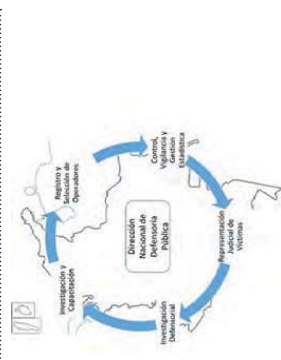 Investigación y
Capacitación
Registro y
Selección de
Operadores
Control,
Vigilancia y
Gestión
Estadística
Representación
Judicial de
Víctimas
Investigación
Defensorial
Dirección
Nacional de
Defensoría
Pública